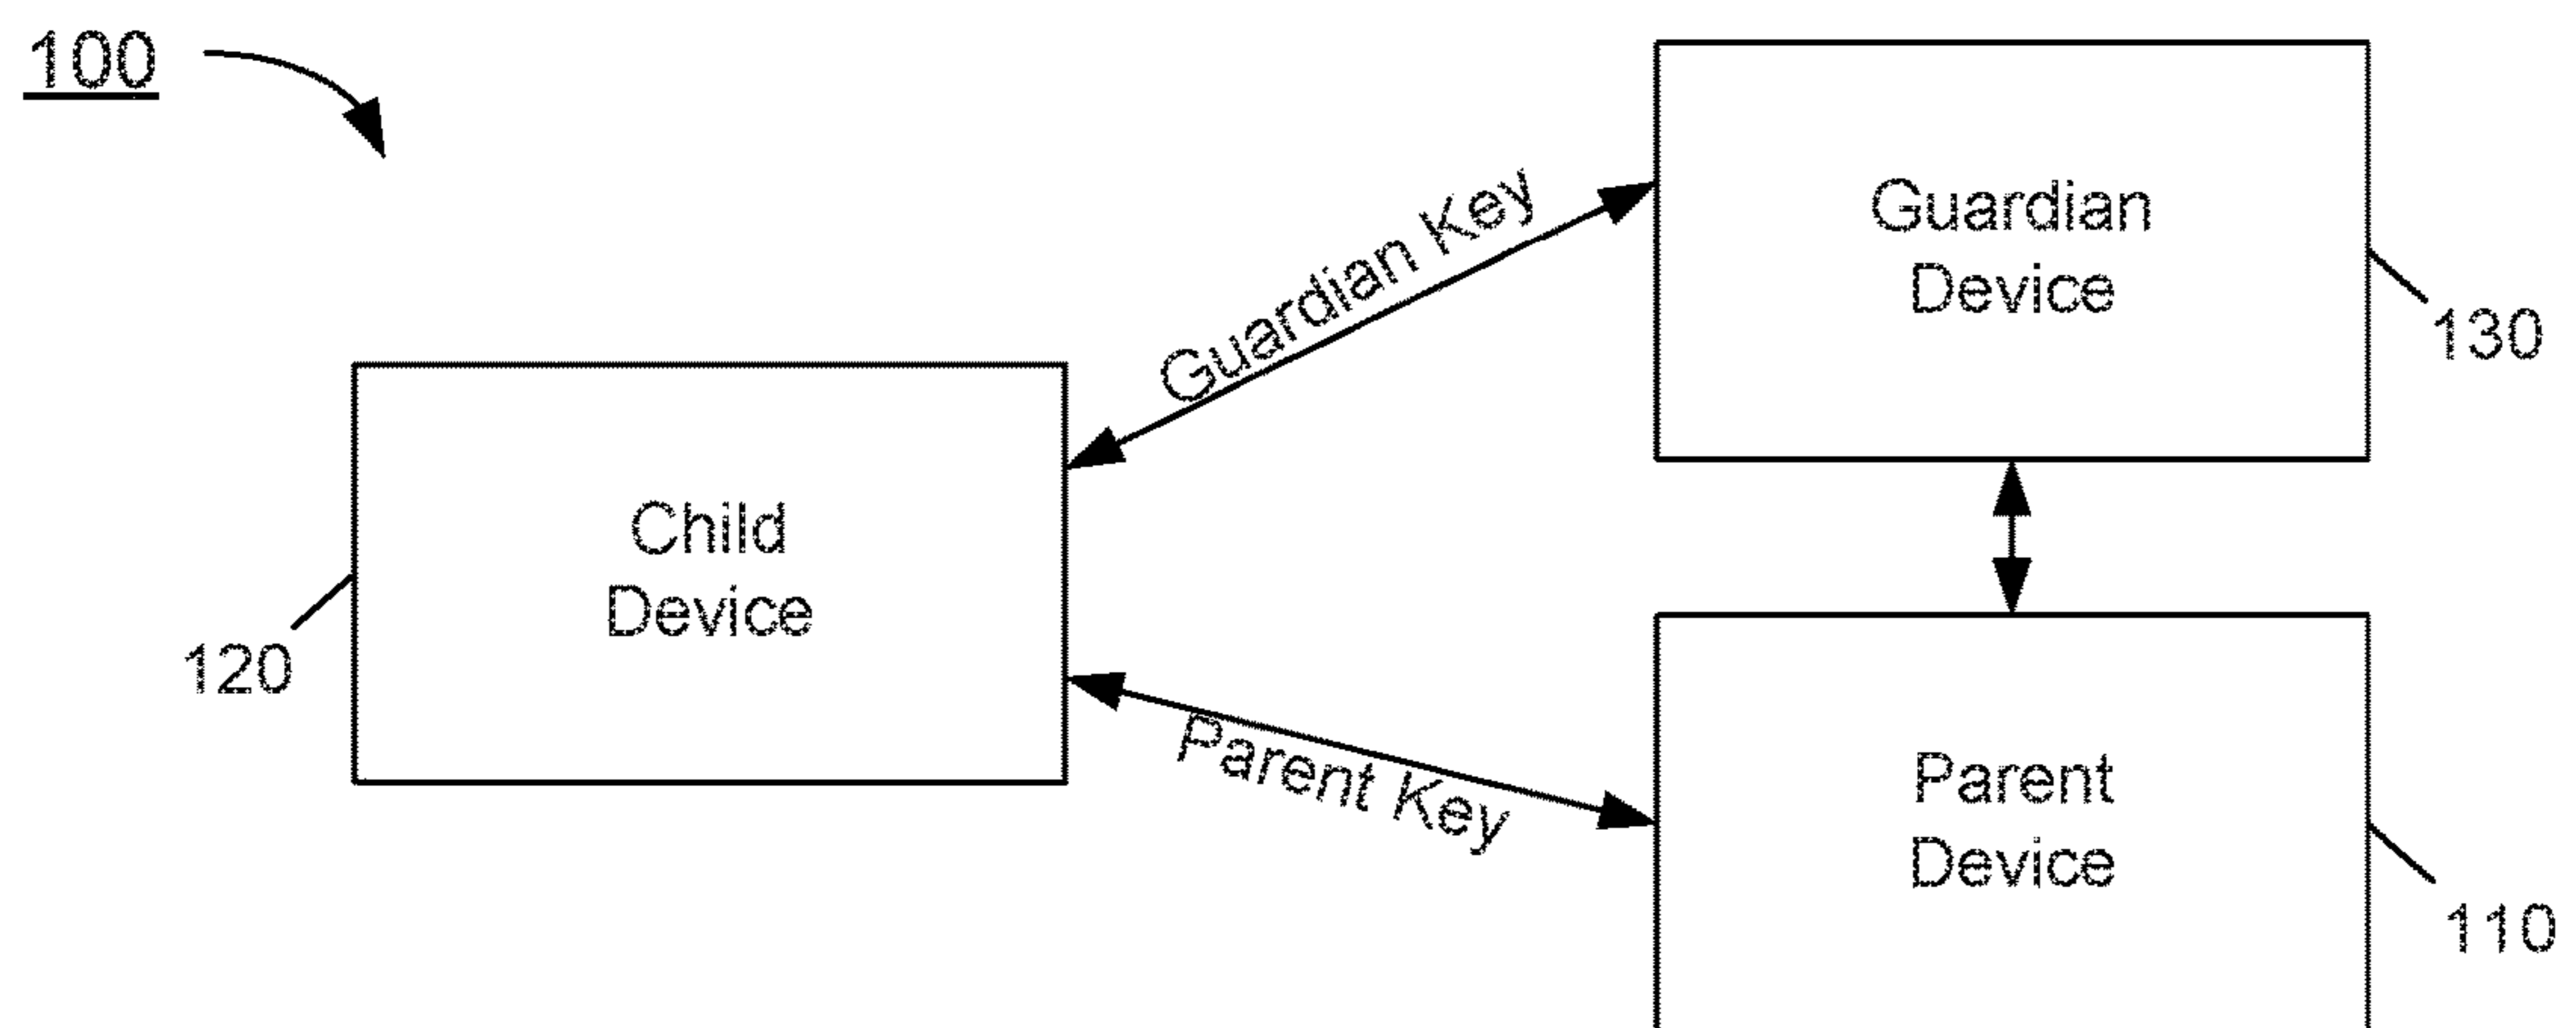 100
Guardian
Device
130
Guardian Key
Child
Device
120
Parent Key
Parent
Device
110